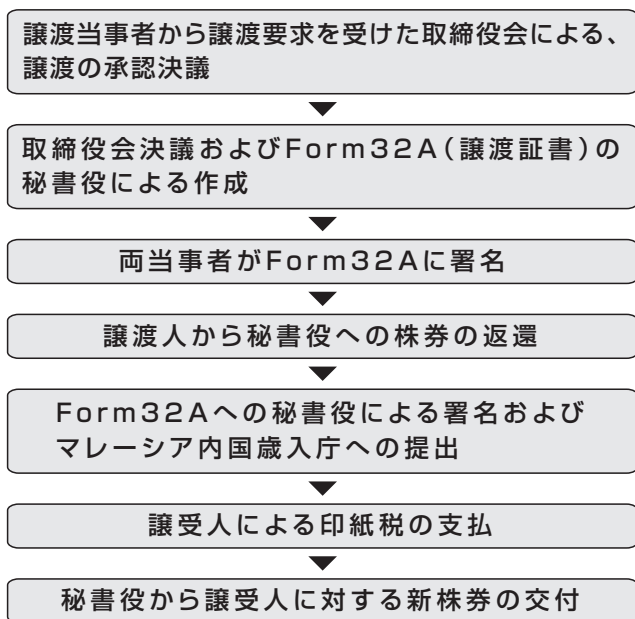 譲渡当事者から譲渡要求を受けた取締役会による、
譲渡の承認決議
取締役会決議およびForm32A(譲渡証書)の
秘書役による作成
両当事者がForm32Aに署名
譲渡人から秘書役への株券の返還
Form32Aへの秘書役による署名および
マレーシア内国歳入庁への提出
譲受人による印紙税の支払
秘書役から譲受人に対する新株券の交付